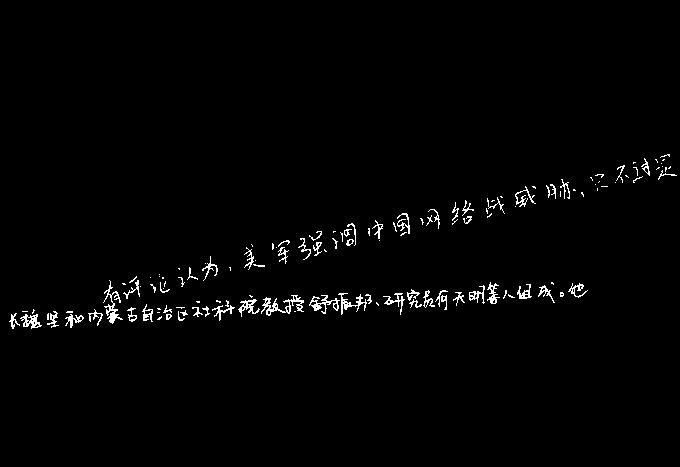 有评论认为,美军强调中国网络战威胁,只不过是
长魏坚和内蒙古自治区社科院教授舒振邦、研究员何天明等人组成。他